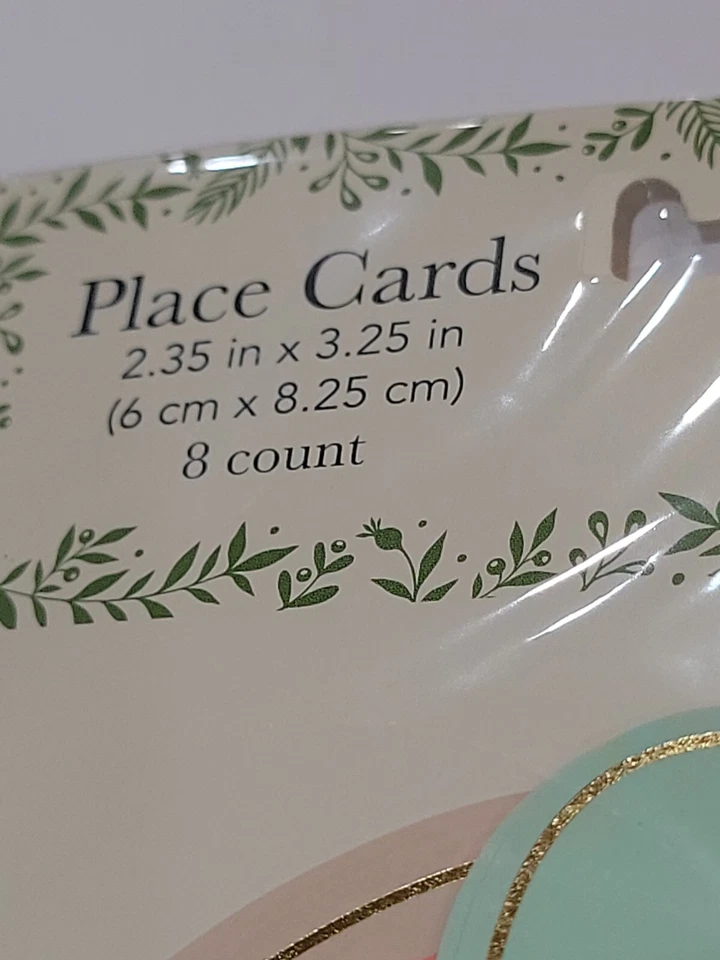 Place Cards
2.35 in x 3.25 in
(6 cm x 8.25 cm)
8 count